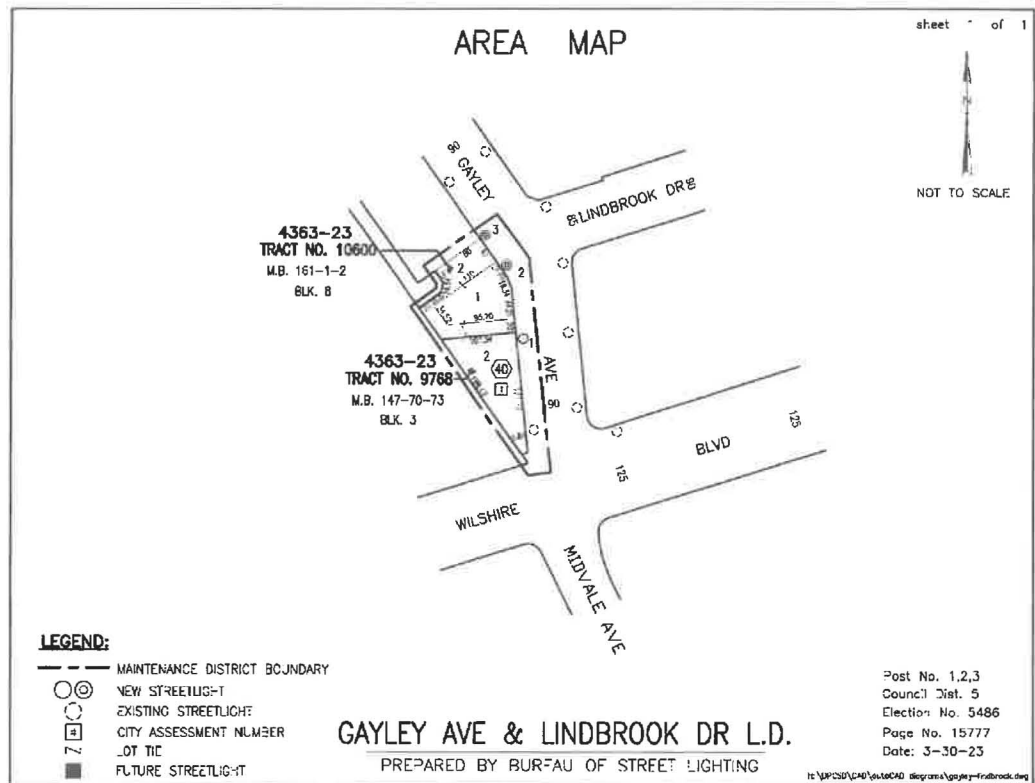 sheet 1 of 1
AREA MAP
N
NOT TO SCALE
90
GAYLEY
LINDBROOK DR
4363-23
TRACT NO. 10600
M.B. 161-1-2
BLK. 8
3
2
2
1
95.20
1
2
40
4363-23
TRACT NO. 9768
M.B. 147-70-73
BLK. 3
AVE
90
125
BLVD
125
WILSHIRE
MIDVALE AVE
LEGEND:
MAINTENANCE DISTRICT BOUNDARY
NEW STREETLIGHT
EXISTING STREETLIGHT
# CITY ASSESSMENT NUMBER
LOT TIE
FUTURE STREETLIGHT
GAYLEY AVE & LINDBROOK DR L.D.
PREPARED BY BUREAU OF STREET LIGHTING
Post No. 1,2,3
Council Dist. 5
Election No. 5486
Page No. 15777
Date: 3-30-23